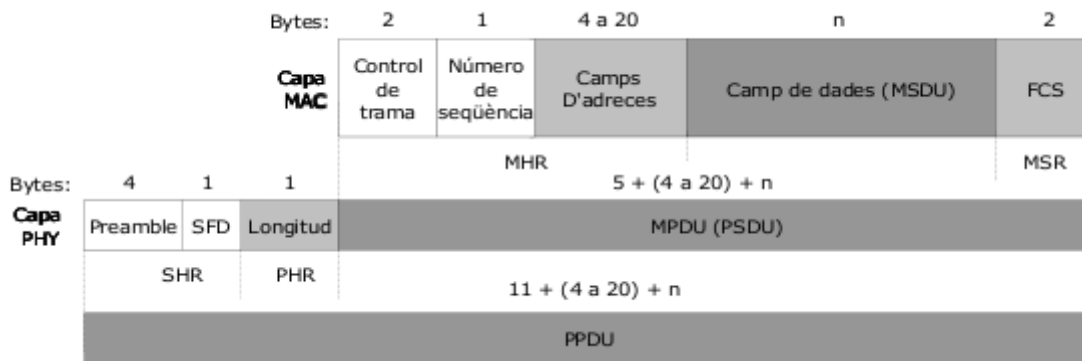 Bytes: 2 1 4 a 20 n 2
Capa MAC
Control de trama
Número de seqüència
Camps D'adreces
Camp de dades (MSDU)
FCS
MHR MSR
Bytes: 4 1 1 5 + (4 a 20) + n
Capa PHY
Preamble SFD Longitud MPDU (PSDU)
SHR PHR
11 + (4 a 20) + n
PPDU